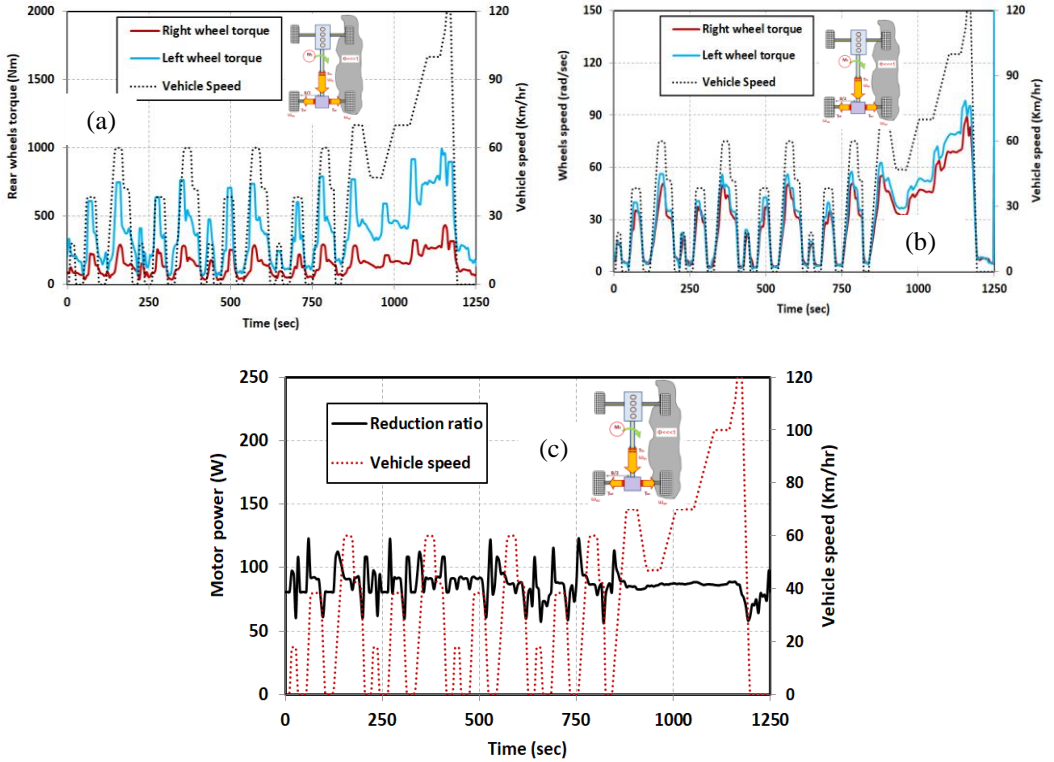 2000
1500
1000
500
0
Rear wheels torque (Nm)
Right wheel torque
Left wheel torque
Vehicle Speed
(a)
120
90
60
30
0
Vehicle speed (Km/hr)
0 250 500 750 1000 1250
Time (sec)
150
120
90
60
30
0
Wheels speed (rad/sec)
Right wheel torque
Left wheel torque
Vehicle Speed
(b)
120
100
80
60
40
20
0
Vehicle speed (Km/hr)
0 250 500 750 1000 1250
Time (sec)
250
200
150
100
50
0
Motor power (W)
Reduction ratio
Vehicle speed
(c)
120
100
80
60
40
20
0
Vehicle speed (Km/hr)
0 250 500 750 1000 1250
Time (sec)